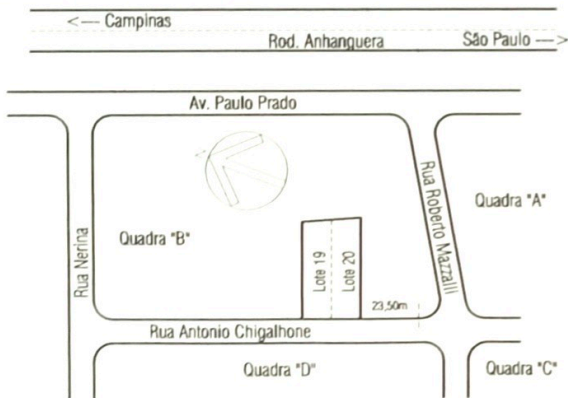 <— Campinas
Rod. Anhanguera
São Paulo —>
Av. Paulo Prado
Rua Nerina
Rua Roberto Mazzalli
Quadra "A"
Quadra "B"
Lote 19
Lote 20
23,50m
Rua Antonio Chigalhone
Quadra "D"
Quadra "C"